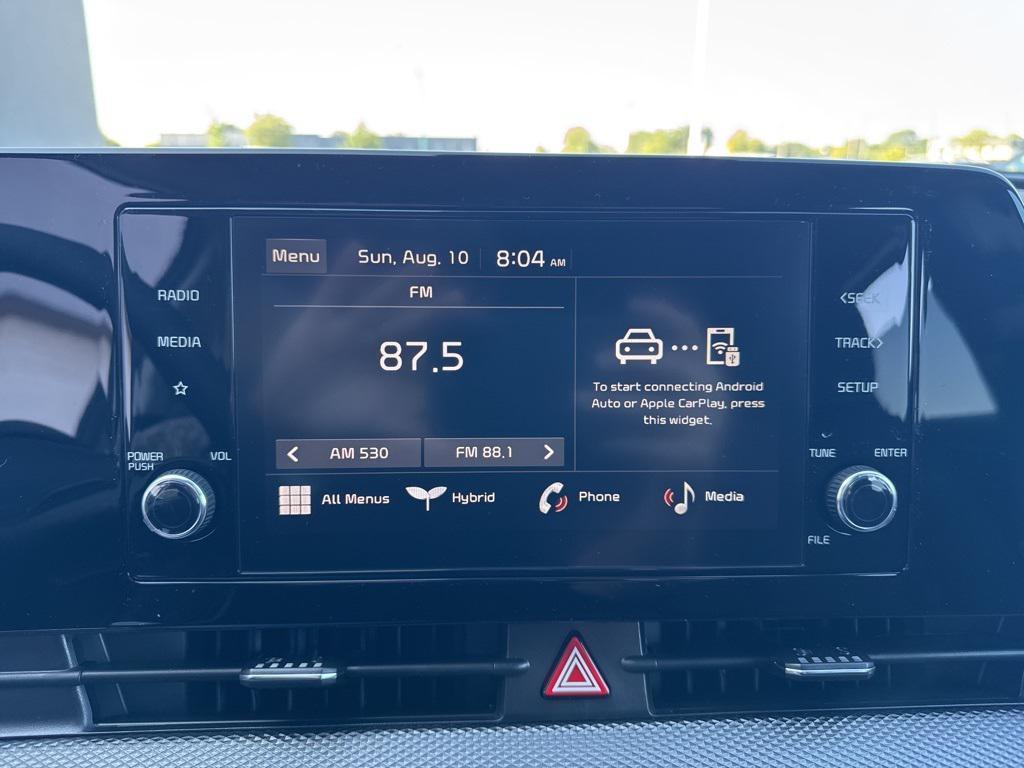 Menu
Sun, Aug. 10
8:04 AM
RADIO
MEDIA
FM
87.5
To start connecting Android
Auto or Apple CarPlay, press
this widget.
< AM 530
FM 88.1 >
All Menus
Hybrid
Phone
Media
POWER
PUSH
VOL
<SEEK
TRACK>
SETUP
TUNE
ENTER
FILE